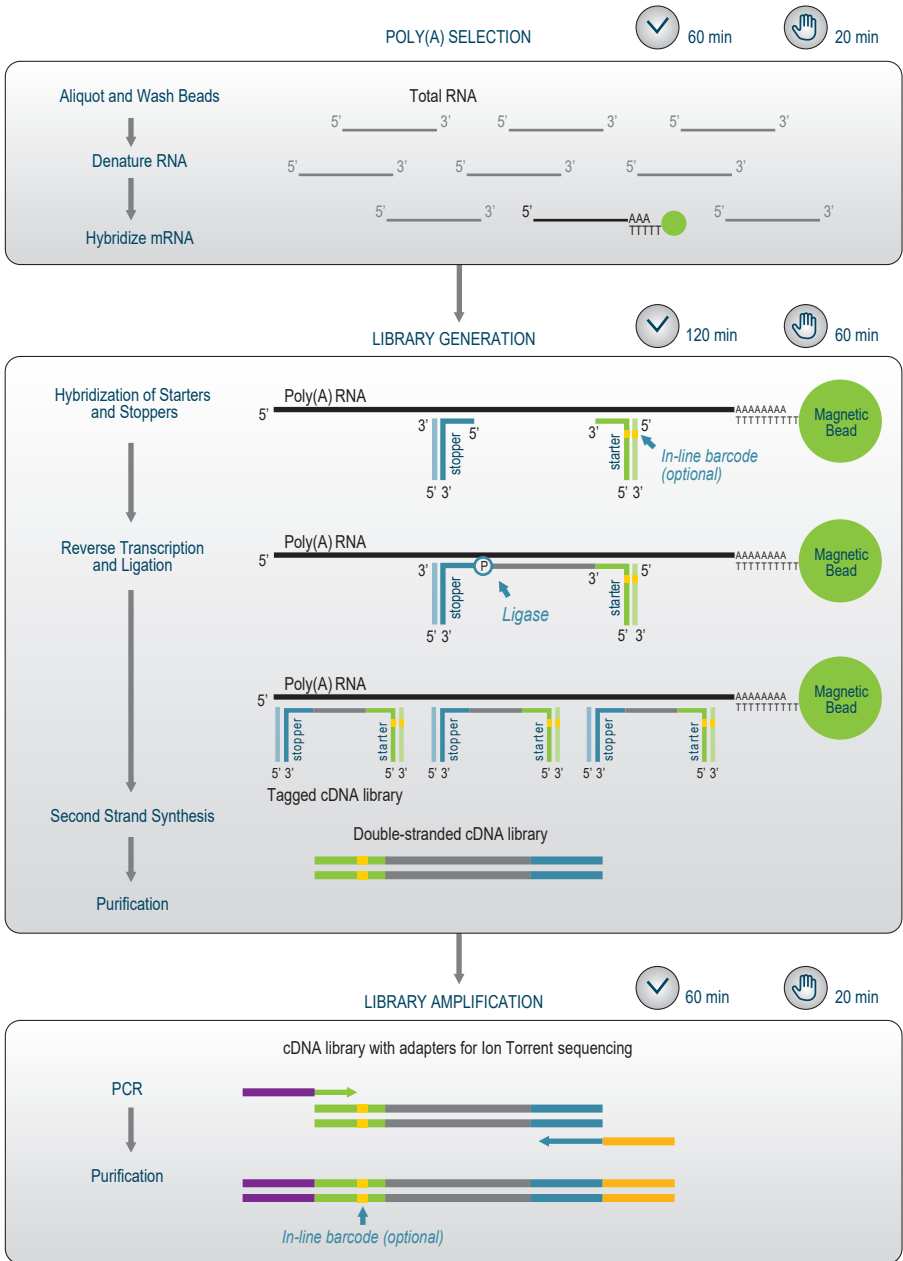 POLY(A) SELECTION
60 min
20 min
Aliquot and Wash Beads
Total RNA
5’ 3’ 5’ 3’ 5’ 3’
Denature RNA
5’ 3’ 5’ 3’ 5’ 3’
5’ 3’ 5’ AAA 5’ 3’
TTTTT
Hybridize mRNA
LIBRARY GENERATION
120 min
60 min
Hybridization of Starters
and Stoppers
Poly(A) RNA
5’
AAAAAAAA
TTTTTTTTTT
Magnetic
Bead
3’ 5’ 3’ 5’
stopper
starter
In-line barcode
(optional)
5’ 3’ 5’ 3’
Reverse Transcription
and Ligation
Poly(A) RNA
5’
AAAAAAAA
TTTTTTTTTT
Magnetic
Bead
3’ P 3’ 5’
stopper
starter
Ligase
5’ 3’ 5’ 3’
Poly(A) RNA
5’
AAAAAAAA
TTTTTTTTTT
Magnetic
Bead
stopper
starter
stopper
starter
stopper
starter
5’ 3’ 5’ 3’ 5’ 3’ 5’ 3’ 5’ 3’ 5’ 3’
Tagged cDNA library
Second Strand Synthesis
Double-stranded cDNA library
Purification
LIBRARY AMPLIFICATION
60 min
20 min
cDNA library with adapters for Ion Torrent sequencing
PCR
Purification
In-line barcode (optional)